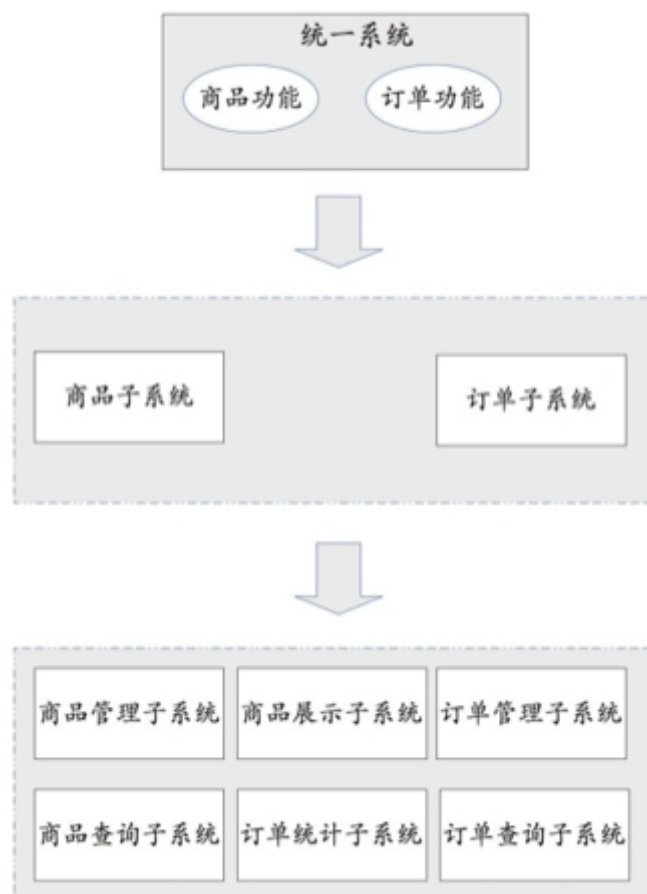 统一系统
商品功能 订单功能
商品子系统 订单子系统
商品管理子系统 商品展示子系统 订单管理子系统
商品查询子系统 订单统计子系统 订单查询子系统